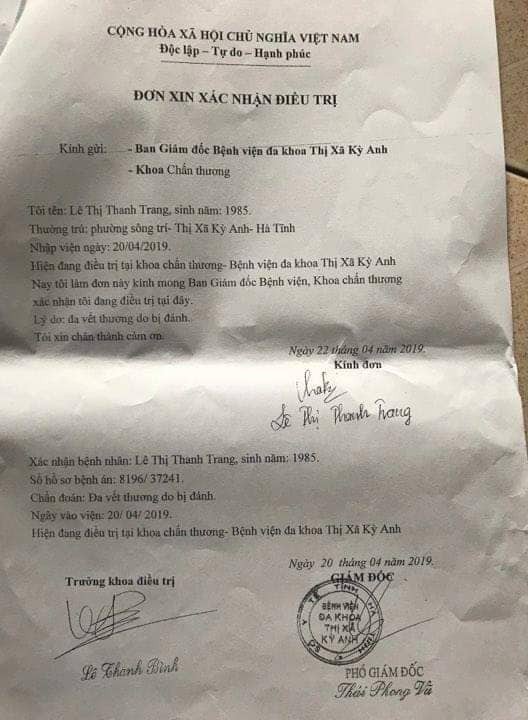 CỘNG HÒA XÃ HỘI CHỦ NGHĨA VIỆT NAM
Độc lập – Tự do – Hạnh phúc
ĐƠN XIN XÁC NHẬN ĐIỀU TRỊ
Kính gửi: - Ban Giám đốc Bệnh viện đa khoa Thị Xã Kỳ Anh
- Khoa Chấn thương
Tôi tên: Lê Thị Thanh Trang, sinh năm: 1985.
Thường trú: phường sông trí- Thị Xã Kỳ Anh- Hà Tĩnh
Nhập viện ngày: 20/04/2019.
Hiện đang điều trị tại khoa chấn thương- Bệnh viện đa khoa Thị Xã Kỳ Anh
Nay tôi làm đơn này kính mong Ban Giám đốc Bệnh viện, Khoa chấn thương
xác nhận tôi đang điều trị tại đây.
Lý do: đa vết thương do bị đánh.
Tôi xin chân thành cảm ơn.
Ngày 22 tháng 04 năm 2019.
Kính đơn
Lê Thị Thanh Trang
Xác nhận bệnh nhân: Lê Thị Thanh Trang, sinh năm: 1985.
Số hồ sơ bệnh án: 8196/ 37241.
Chẩn đoán: Đa vết thương do bị đánh.
Ngày vào viện: 20/ 04/ 2019.
Hiện đang điều trị tại khoa chấn thương- Bệnh viện đa khoa Thị Xã Kỳ Anh
Ngày 20 tháng 04 năm 2019.
Trưởng khoa điều trị
GIÁM ĐỐC
SỞ Y TẾ TỈNH HÀ TĨNH
BỆNH VIỆN
ĐA KHOA
THỊ XÃ
KỲ ANH
Lê Thanh Bình
PHÓ GIÁM ĐỐC
Thái Phong Vũ